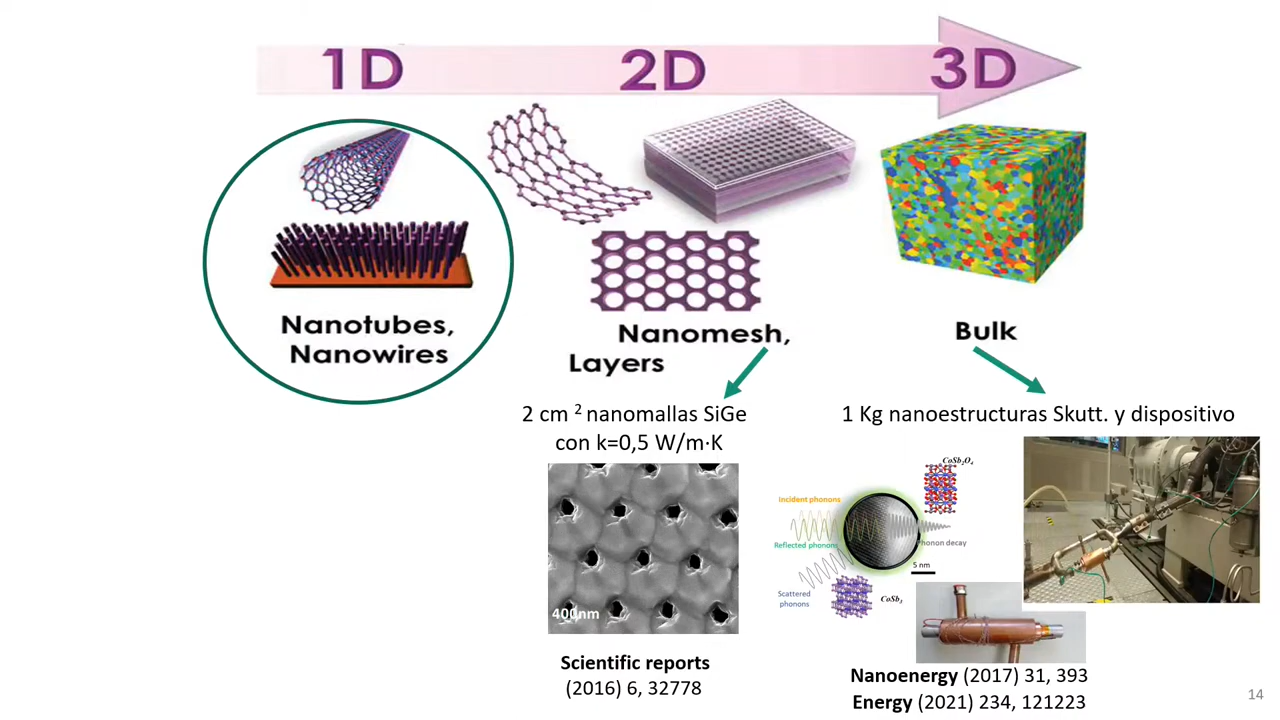 1D
2D
3D
Nanotubes,
Nanowires
Nanomesh,
Layers
Bulk
2 cm ² nanomallas SiGe
con k=0,5 W/m·K
400nm
Scientific reports
(2016) 6, 32778
1 Kg nanoestructuras Skutt. y dispositivo
CoSb₂O₄
Incident phonons
Reflected phonons
Phonon decay
5 nm
Scattered
phonons
CoSb₃
Nanoenergy (2017) 31, 393
Energy (2021) 234, 121223
14